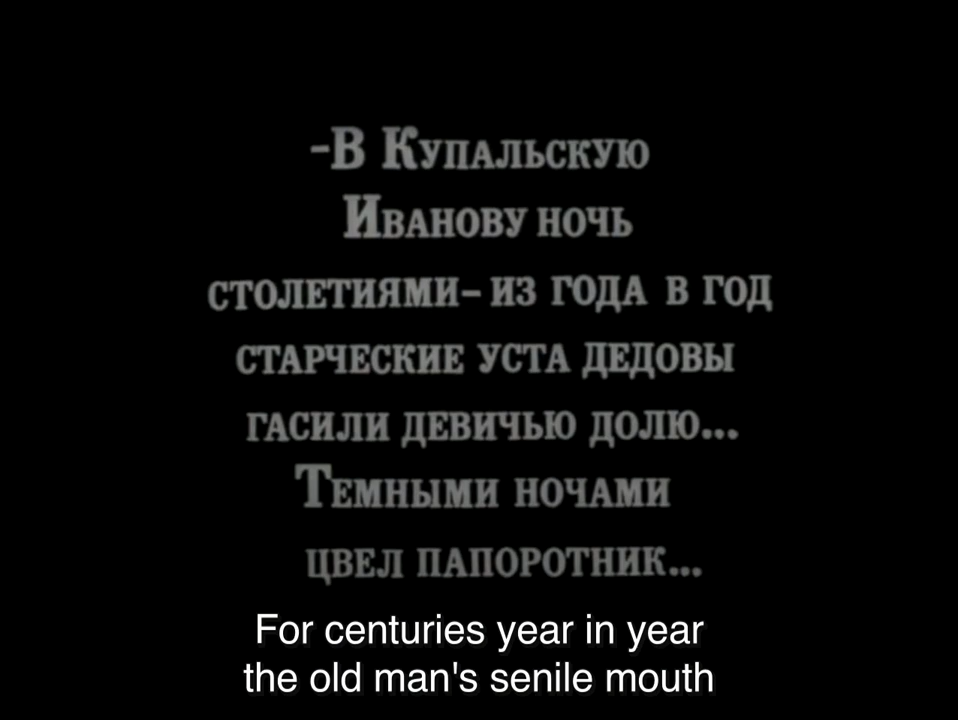 -В Купальскую
Иванову ночь
столетиями- из года в год
старческие уста дедовы
гасили девичью долю...
Темными ночами
цвел папоротник...
For centuries year in year
the old man's senile mouth